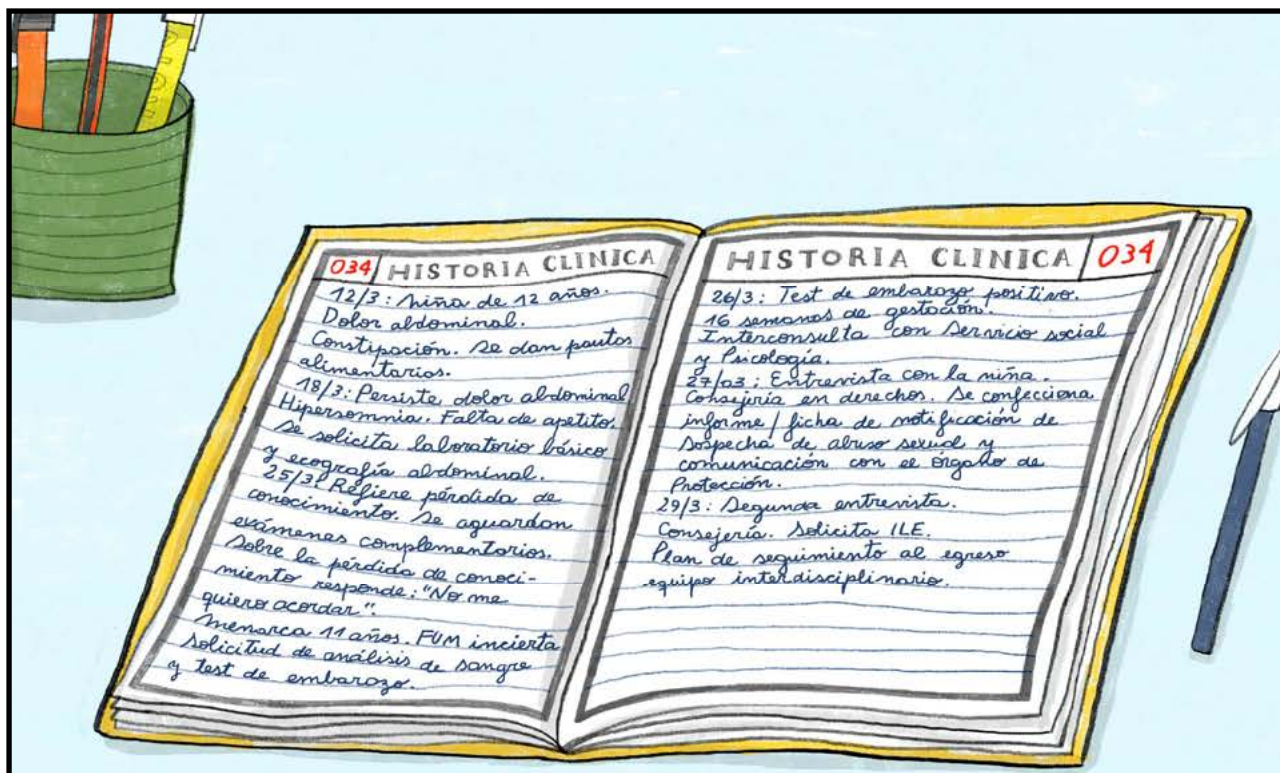 034 HISTORIA CLINICA
12/3: Niña de 12 años.
Dolor abdominal.
Constipación. Se dan pautas
alimentarias.
18/3: Persiste dolor abdominal
Hipersomnia. Falta de apetito.
Se solicita laboratorio básico
y ecografía abdominal.
25/3: Refiere pérdida de
conocimiento. Se aguardan
exámenes complementarios.
Sobre la pérdida de conoci-
miento responde: "No me
quiero acordar".
Menarca 11 años. FUM incierta
Solicitud de análisis de sangre
y test de embarazo.
HISTORIA CLINICA 034
26/3: Test de embarazo positivo.
16 semanas de gestación.
Interconsulta con Servicio social
y Psicología.
27/03: Entrevista con la niña.
Consejería en derechos. Se confecciona
informe / ficha de notificación de
sospecha de abuso sexual y
comunicación con el órgano de
Protección.
29/3: Segunda entrevista.
Consejería. Solicita ILE.
Plan de seguimiento al egreso
equipo interdisciplinario.